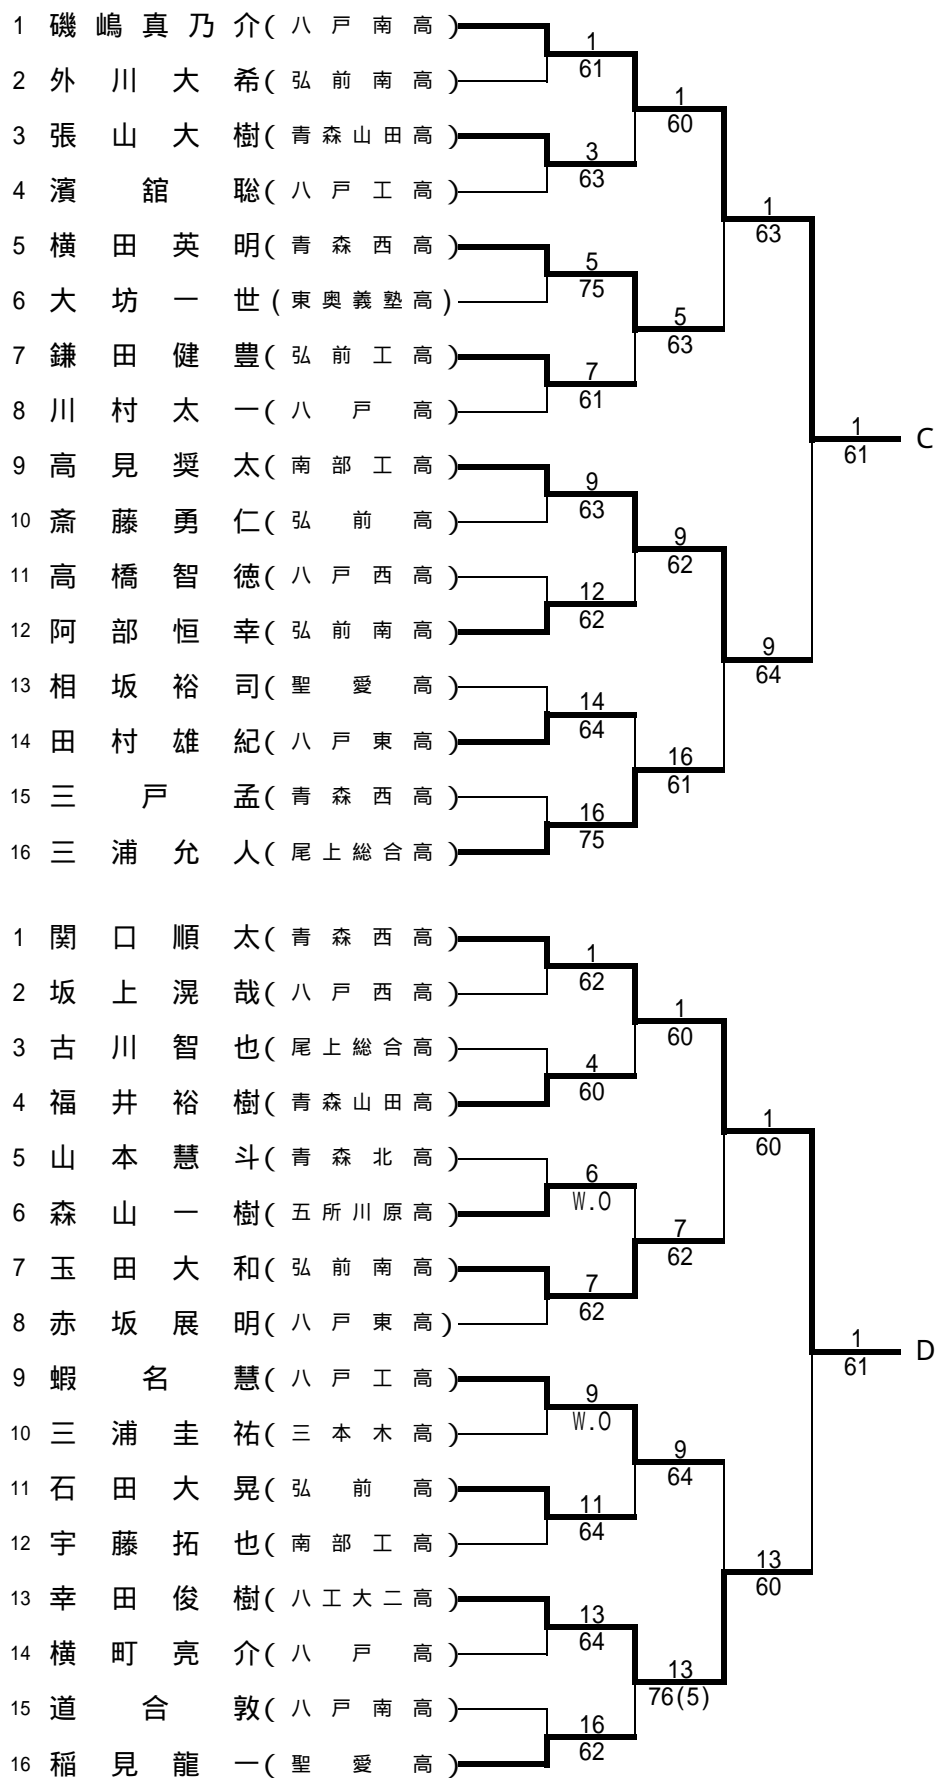 1 磯嶋真乃介(八戸南高)
1
61
2 外川大希(弘前南高)
1
60
3 張山大樹(青森山田高)
3
63
4 濱舘聡(八戸工高)
1
63
5 横田英明(青森西高)
5
75
6 大坊一世(東奥義塾高)
5
63
7 鎌田健豊(弘前工高)
7
61
8 川村太一(八戸高)
1
61
C
9 高見奨太(南部工高)
9
63
10 斎藤勇仁(弘前高)
9
62
11 高橋智徳(八戸西高)
12
62
12 阿部恒幸(弘前南高)
9
64
13 相坂裕司(聖愛高)
14
64
14 田村雄紀(八戸東高)
16
61
15 三戸孟(青森西高)
16
75
16 三浦允人(尾上総合高)
1 関口順太(青森西高)
1
62
2 坂上滉哉(八戸西高)
1
60
3 古川智也(尾上総合高)
4
60
4 福井裕樹(青森山田高)
1
60
5 山本慧斗(青森北高)
6
W.O
6 森山一樹(五所川原高)
7
62
7 玉田大和(弘前南高)
7
62
8 赤坂展明(八戸東高)
1
61
D
9 蝦名慧(八戸工高)
9
W.O
10 三浦圭祐(三本木高)
9
64
11 石田大晃(弘前高)
11
64
12 宇藤拓也(南部工高)
13
60
13 幸田俊樹(八工大二高)
13
64
14 横町亮介(八戸高)
13
76(5)
15 道合敦(八戸南高)
16
62
16 稲見龍一(聖愛高)